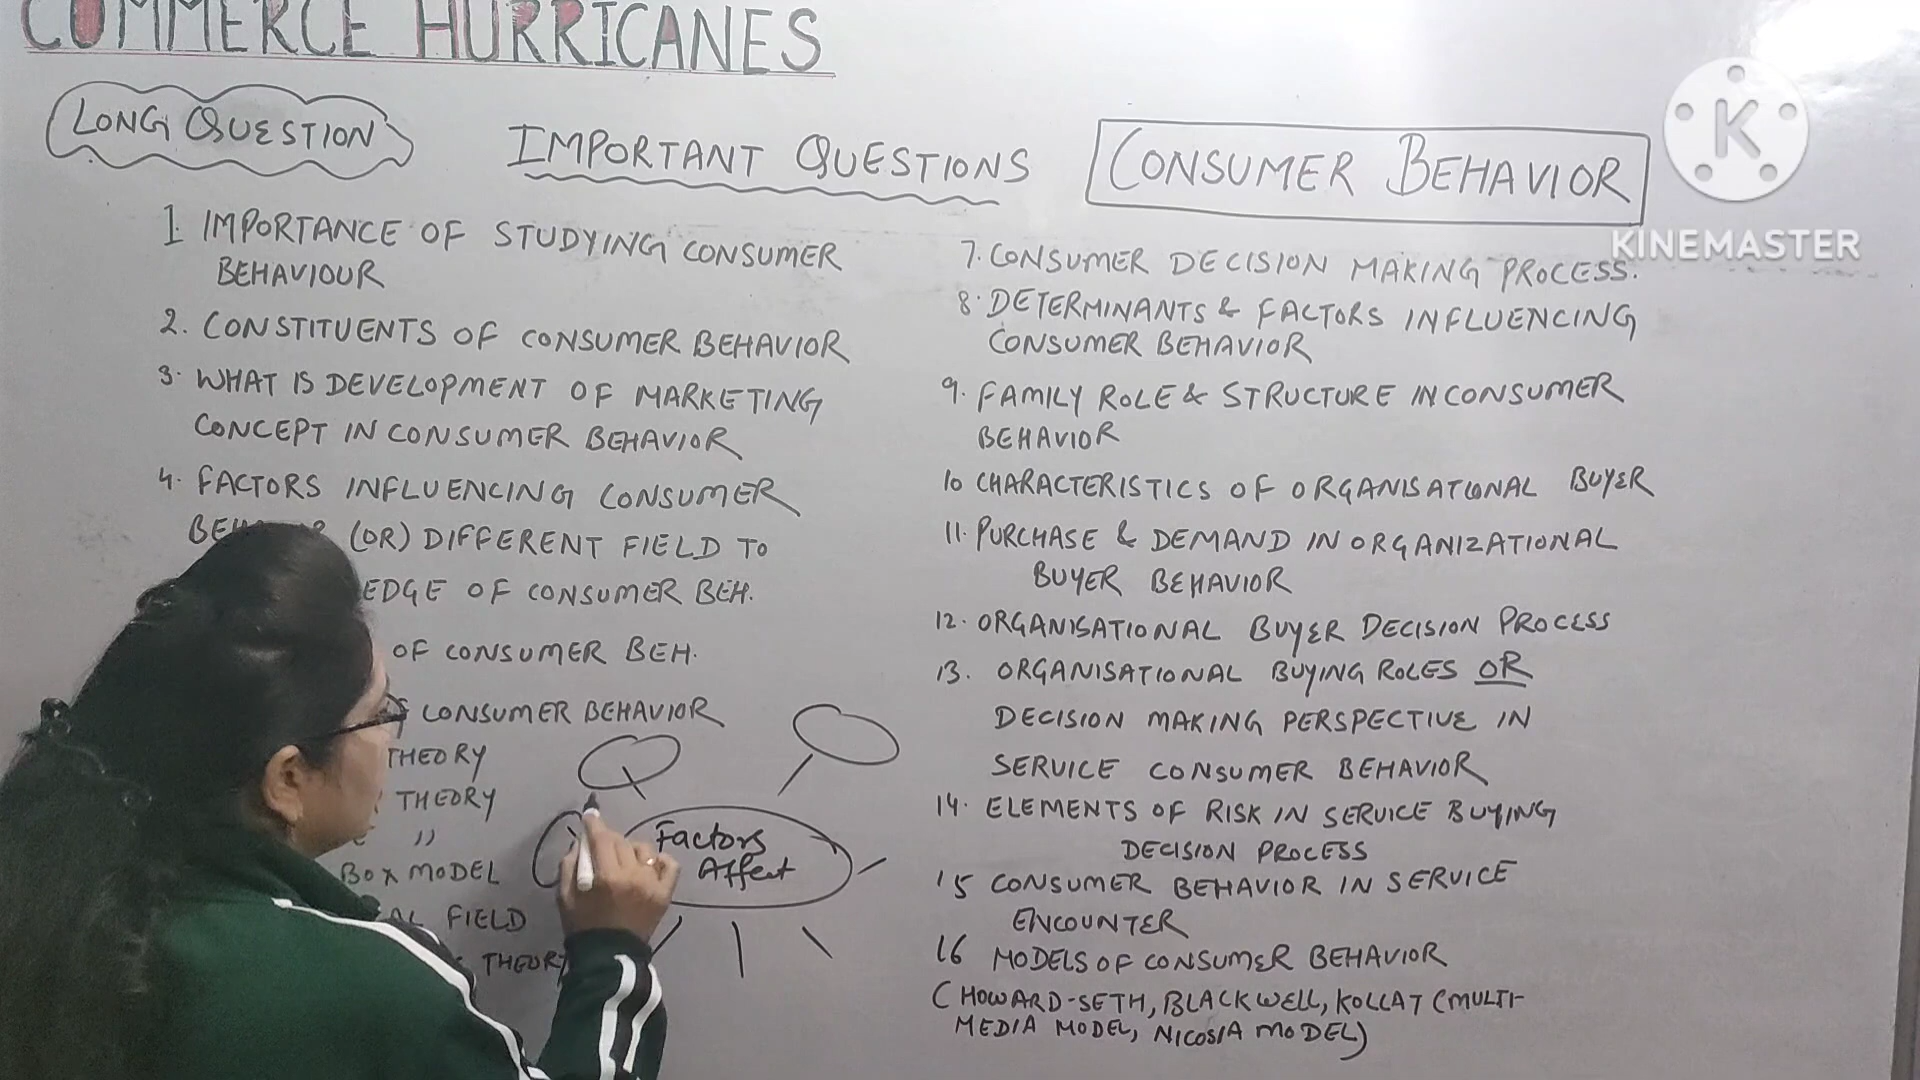 COMMERCE HURRICANES
LONG QUESTION
IMPORTANT QUESTIONS
CONSUMER BEHAVIOR
K
KINEMASTER
1. IMPORTANCE OF STUDYING CONSUMER
BEHAVIOUR
2. CONSTITUENTS OF CONSUMER BEHAVIOR
3. WHAT IS DEVELOPMENT OF MARKETING
CONCEPT IN CONSUMER BEHAVIOR
4. FACTORS INFLUENCING CONSUMER
(OR) DIFFERENT FIELD TO
EDGE OF CONSUMER BEH.
OF CONSUMER BEH.
CONSUMER BEHAVIOR
THEORY
THEORY
"
BOX MODEL
FIELD
THEORY
Factors
Affect
7. CONSUMER DECISION MAKING PROCESS.
8. DETERMINANTS & FACTORS INFLUENCING
CONSUMER BEHAVIOR
9. FAMILY ROLE & STRUCTURE IN CONSUMER
BEHAVIOR
10 CHARACTERISTICS OF ORGANISATIONAL BUYER
11. PURCHASE & DEMAND IN ORGANIZATIONAL
BUYER BEHAVIOR
12. ORGANISATIONAL BUYER DECISION PROCESS
13. ORGANISATIONAL BUYING ROLES OR
DECISION MAKING PERSPECTIVE IN
SERVICE CONSUMER BEHAVIOR
14. ELEMENTS OF RISK IN SERVICE BUYING
DECISION PROCESS
15 CONSUMER BEHAVIOR IN SERVICE
ENCOUNTER
16 MODELS OF CONSUMER BEHAVIOR
(HOWARD-SETH, BLACKWELL, KOLLAT (MULTI-
MEDIA MODEL, NICOSIA MODEL)